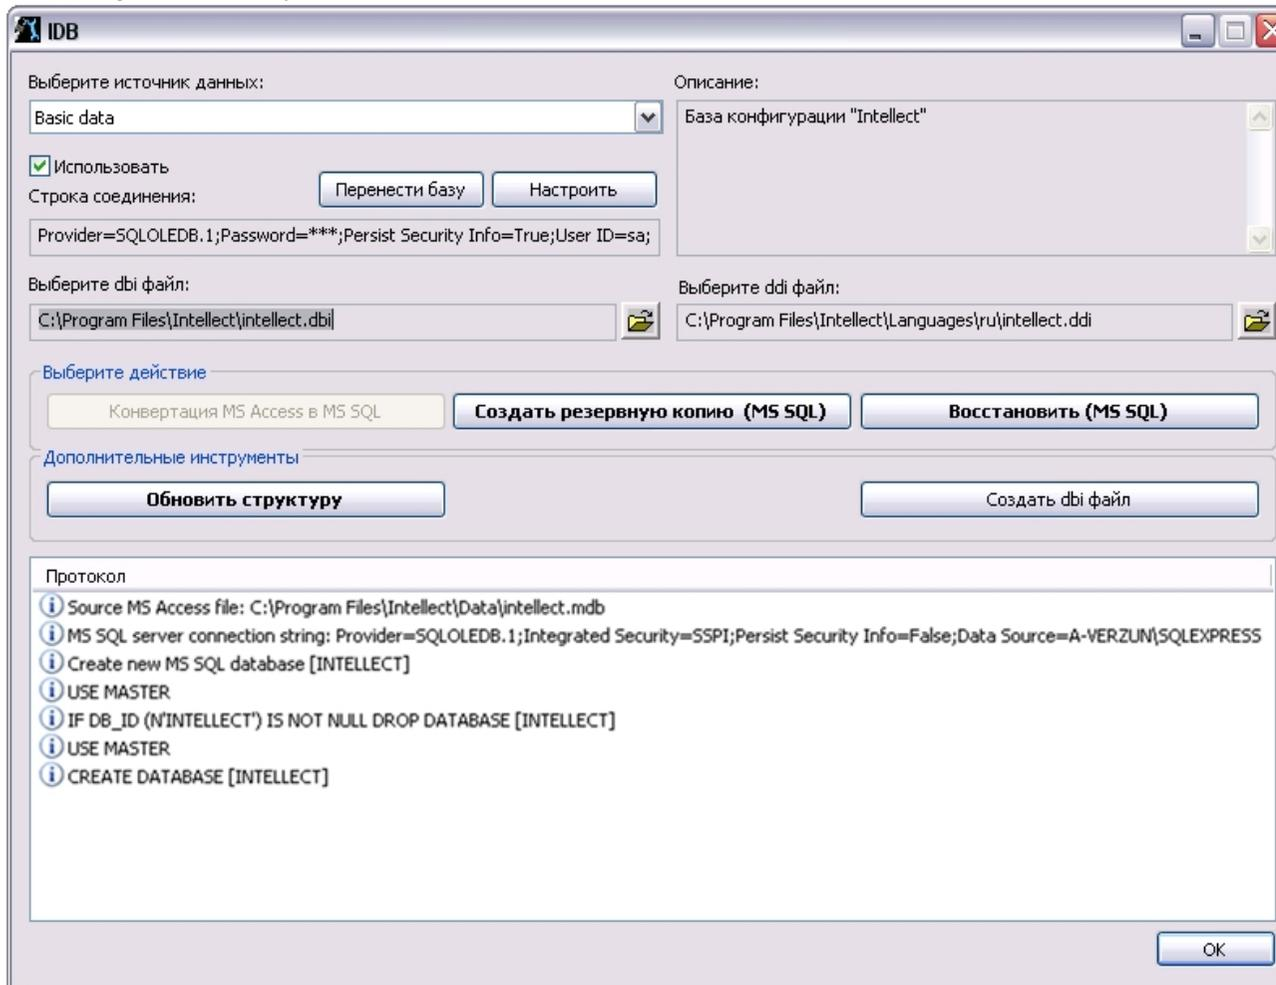 IDB
Выберите источник данных:
Описание:
Basic data
База конфигурации "Intellect"
Использовать
Строка соединения:
Перенести базу
Настроить
Provider=SQLOLEDB.1;Password=***;Persist Security Info=True;User ID=sa;
Выберите dbi файл:
Выберите ddi файл:
C:\Program Files\Intellect\intellect.dbi
C:\Program Files\Intellect\Languages\ru\intellect.ddi
Выберите действие
Конвертация MS Access в MS SQL
Создать резервную копию (MS SQL)
Восстановить (MS SQL)
Дополнительные инструменты
Обновить структуру
Создать dbi файл
Протокол
Source MS Access file: C:\Program Files\Intellect\Data\intellect.mdb
MS SQL server connection string: Provider=SQLOLEDB.1;Integrated Security=SSPI;Persist Security Info=False;Data Source=A-VERZUN\SQLEXPRESS
Create new MS SQL database [INTELLECT]
USE MASTER
IF DB_ID (N'INTELLECT') IS NOT NULL DROP DATABASE [INTELLECT]
USE MASTER
CREATE DATABASE [INTELLECT]
OK